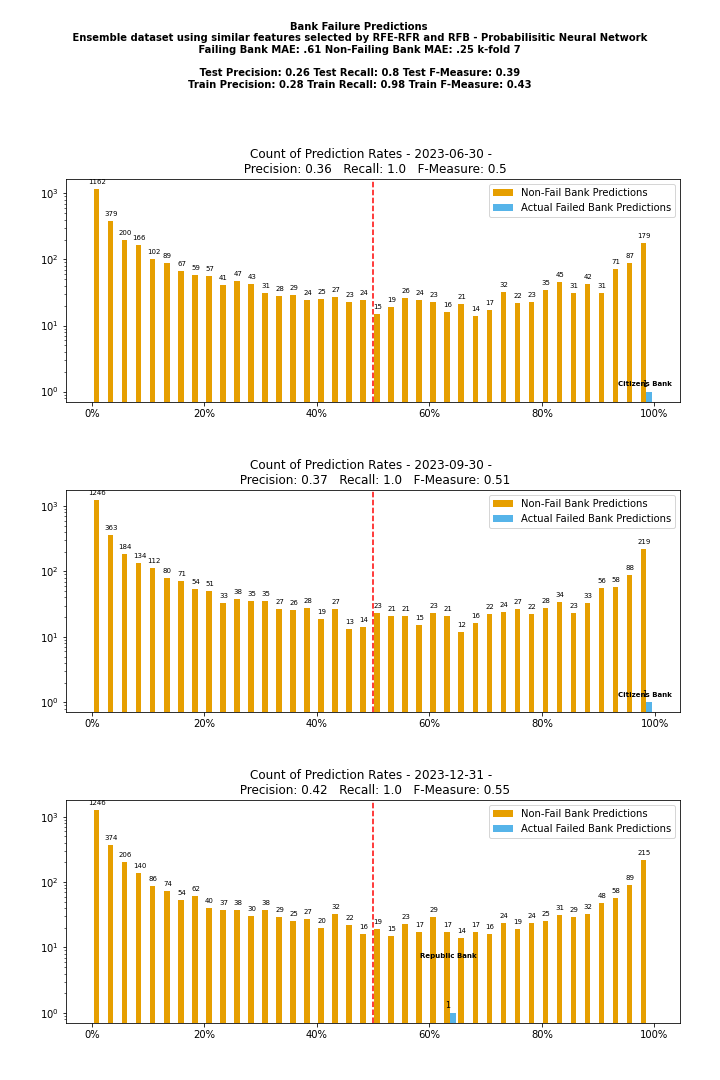 Bank Failure Predictions
Ensemble dataset using similar features selected by RFE-RFR and RFB - Probabilisitic Neural Network
Failing Bank MAE: .61 Non-Failing Bank MAE: .25 k-fold 7
Test Precision: 0.26 Test Recall: 0.8 Test F-Measure: 0.39
Train Precision: 0.28 Train Recall: 0.98 Train F-Measure: 0.43
Count of Prediction Rates - 2023-06-30 -
Precision: 0.36 Recall: 1.0 F-Measure: 0.5
Non-Fail Bank Predictions
Actual Failed Bank Predictions
10³
10²
10¹
10⁰
1162 379 200 166 102 89 67 59 57 41 47 43 31 28 29 24 25 27 23 24 15 19 26 24 23 16 21 14 17 32 22 23 35 45 31 42 31 71 87 179
Citizens Bank
0% 20% 40% 60% 80% 100%
Count of Prediction Rates - 2023-09-30 -
Precision: 0.37 Recall: 1.0 F-Measure: 0.51
Non-Fail Bank Predictions
Actual Failed Bank Predictions
10³
10²
10¹
10⁰
1246 363 184 134 112 80 71 54 51 33 38 35 35 27 26 28 19 27 13 14 23 21 21 15 23 21 12 16 22 24 27 22 28 34 23 33 56 58 88 219
Citizens Bank
0% 20% 40% 60% 80% 100%
Count of Prediction Rates - 2023-12-31 -
Precision: 0.42 Recall: 1.0 F-Measure: 0.55
Non-Fail Bank Predictions
Actual Failed Bank Predictions
10³
10²
10¹
10⁰
1246 374 206 140 86 74 54 62 40 37 38 30 38 29 25 27 20 32 22 16 19 15 23 17 29 17 14 17 16 24 19 24 25 31 29 32 48 58 89 215
Republic Bank
1
0% 20% 40% 60% 80% 100%